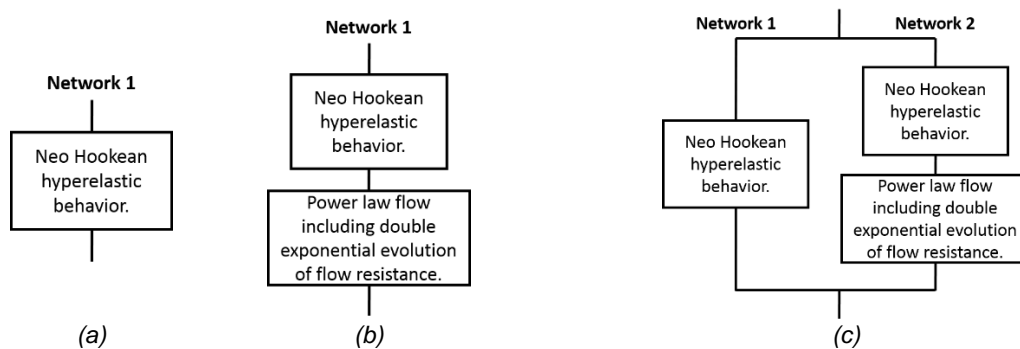 Network 1
Neo Hookean
hyperelastic
behavior.
(a)
Network 1
Neo Hookean
hyperelastic
behavior.
Power law flow
including double
exponential evolution
of flow resistance.
(b)
Network 1
Neo Hookean
hyperelastic
behavior.
Network 2
Neo Hookean
hyperelastic
behavior.
Power law flow
including double
exponential evolution
of flow resistance.
(c)